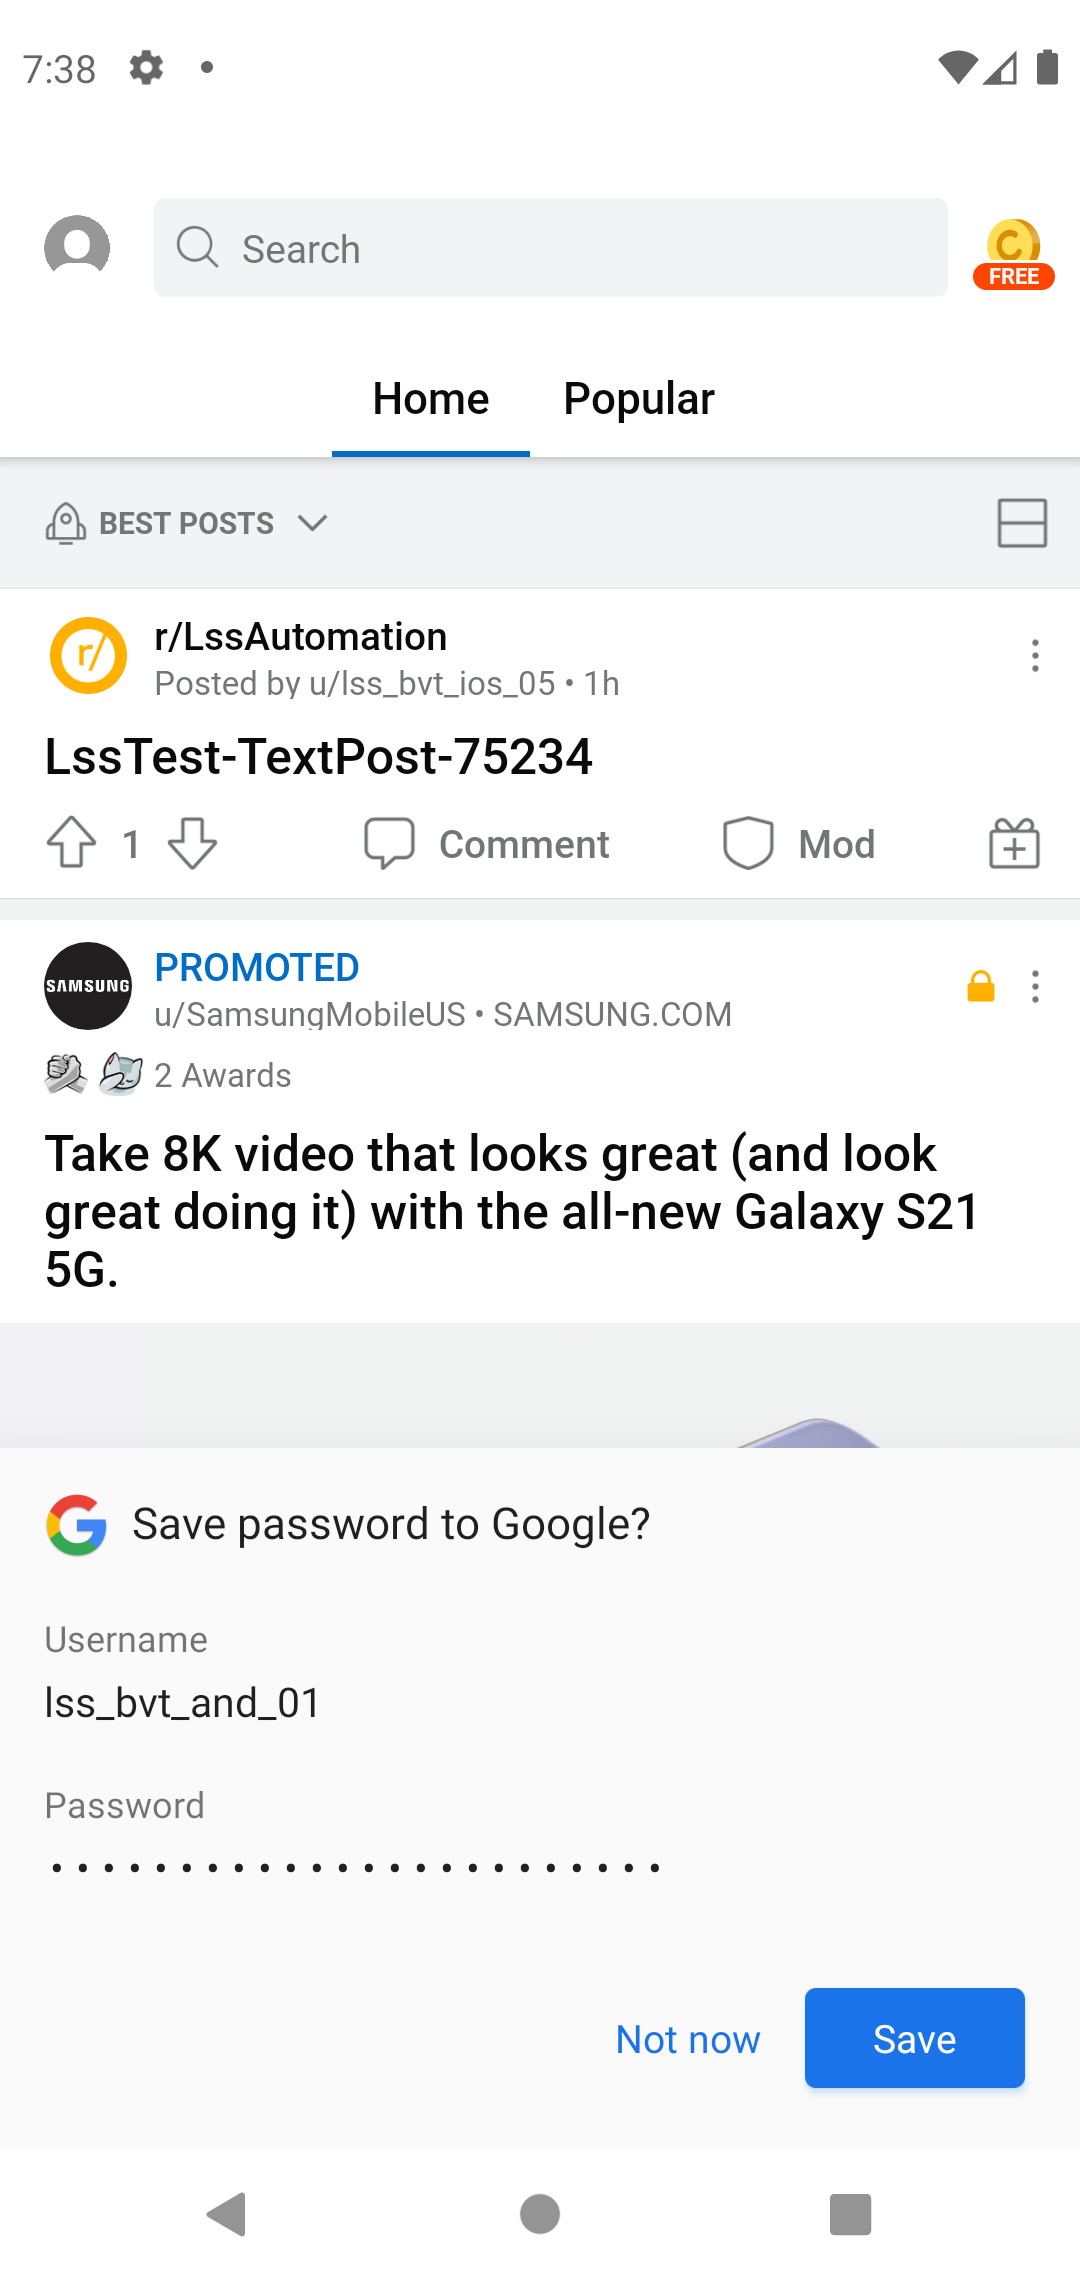 7:38
Search
FREE
Home Popular
BEST POSTS
r/
r/LssAutomation
Posted by u/lss_bvt_ios_05 • 1h
LssTest-TextPost-75234
1 Comment Mod
SAMSUNG
PROMOTED
u/SamsungMobileUS • SAMSUNG.COM
2 Awards
Take 8K video that looks great (and look
great doing it) with the all-new Galaxy S21
5G.
Save password to Google?
Username
lss_bvt_and_01
Password
••••••••••••••••••••••••
Not now Save